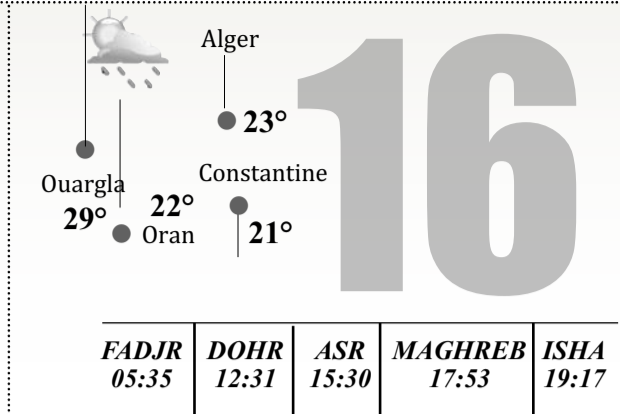 Alger
23°
16
Ouargla
29°
Constantine
21°
22°
Oran
FADJR DOHR ASR MAGHREB ISHA
05:35 12:31 15:30 17:53 19:17